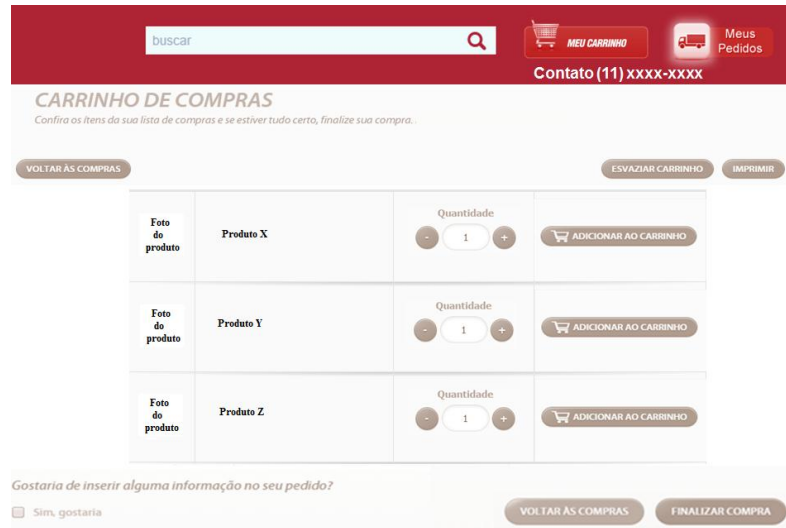 buscar
MEU CARRINHO
Meus
Pedidos
Contato (11) xxxx-xxxx
CARRINHO DE COMPRAS
Confira os ítens da sua lista de compras e se estiver tudo certo, finalize sua compra.
VOLTAR ÀS COMPRAS
ESVAZIAR CARRINHO
IMPRIMIR
Foto
do
produto
Produto X
Quantidade
- 1 +
ADICIONAR AO CARRINHO
Foto
do
produto
Produto Y
Quantidade
- 1 +
ADICIONAR AO CARRINHO
Foto
do
produto
Produto Z
Quantidade
- 1 +
ADICIONAR AO CARRINHO
Gostaria de inserir alguma informação no seu pedido?
Sim, gostaria
VOLTAR ÀS COMPRAS
FINALIZAR COMPRA